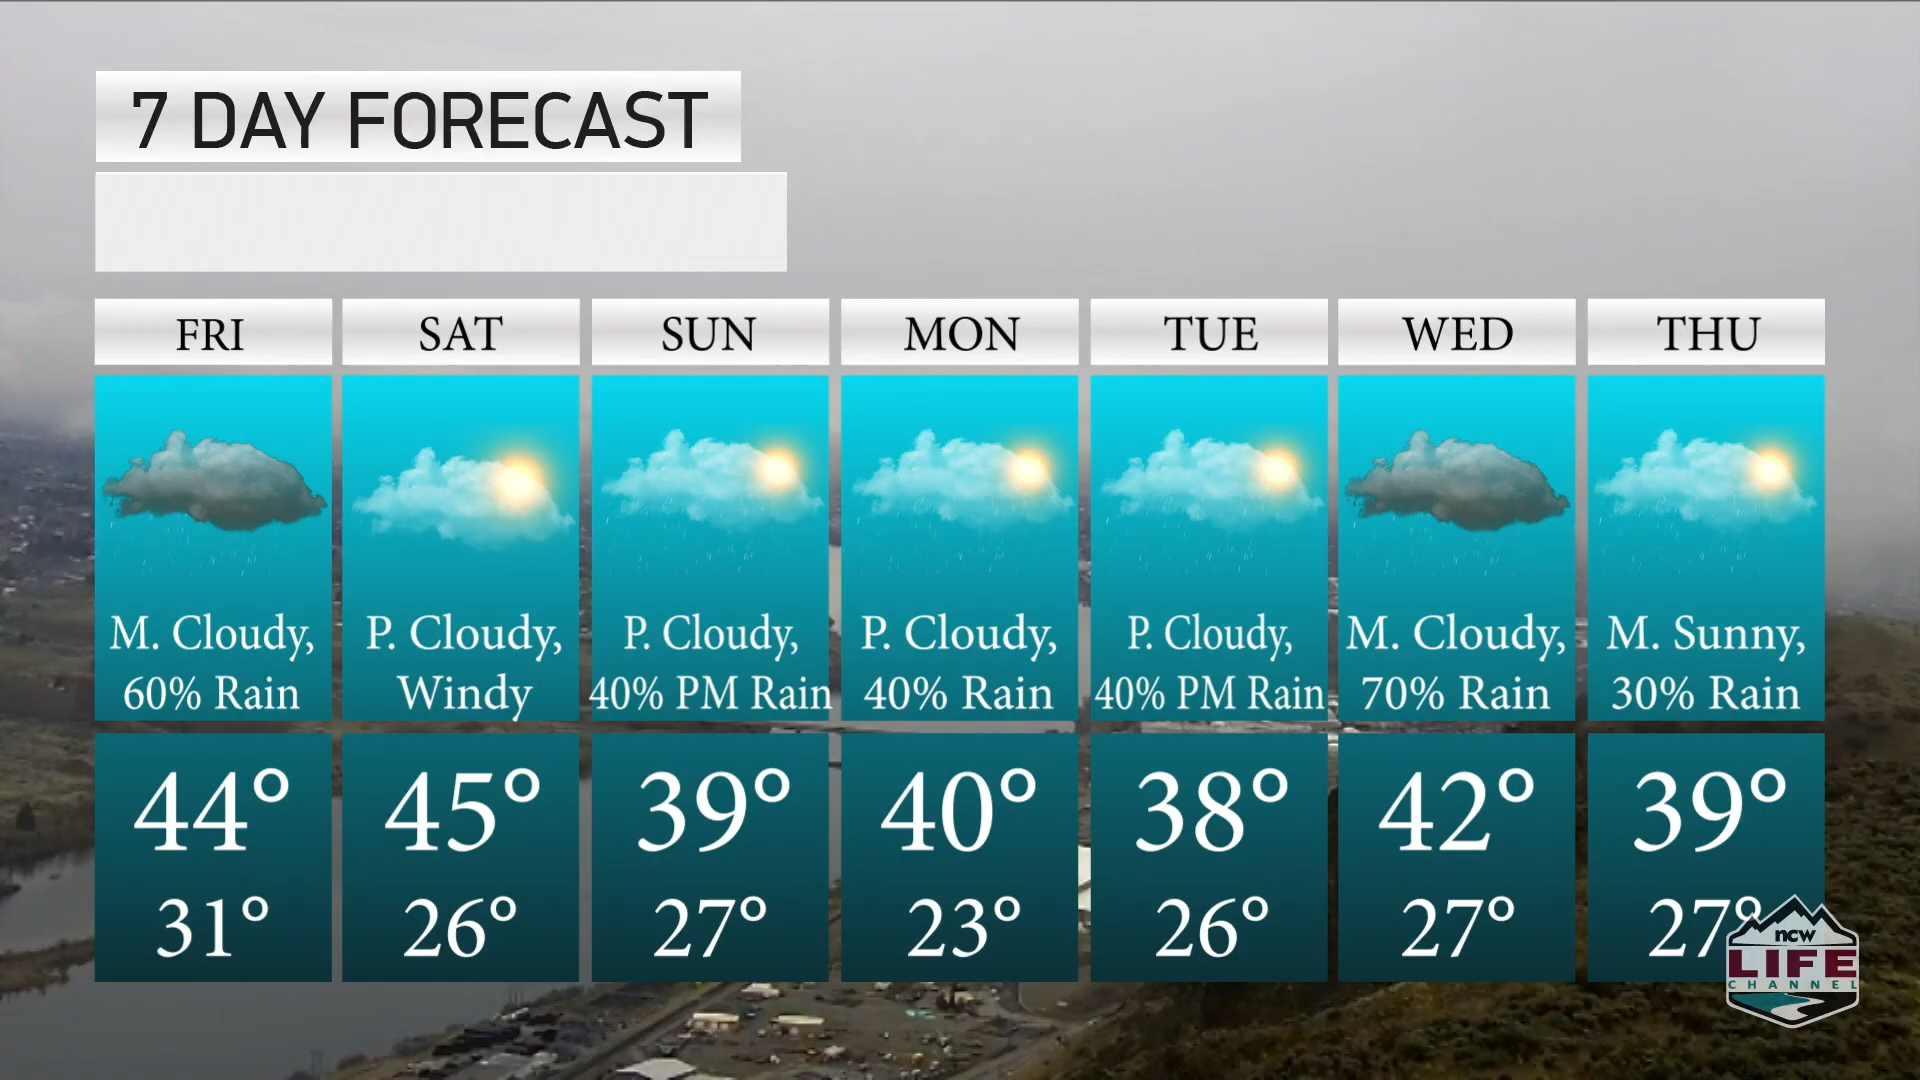 7 DAY FORECAST
FRI SAT SUN MON TUE WED THU
M. Cloudy, P. Cloudy, P. Cloudy, P. Cloudy, P. Cloudy, M. Cloudy, M. Sunny,
60% Rain Windy 40% PM Rain 40% Rain 40% PM Rain 70% Rain 30% Rain
44° 45° 39° 40° 38° 42° 39°
31° 26° 27° 23° 26° 27° 27°
ncw
LIFE
CHANNEL